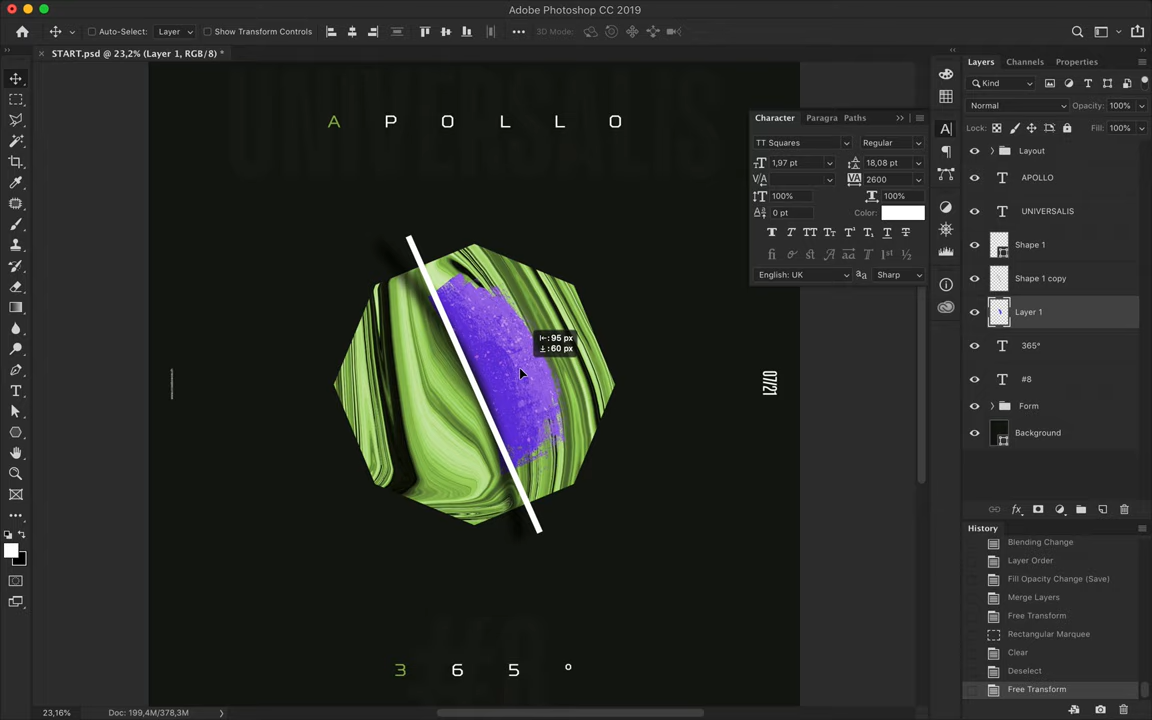 Adobe Photoshop CC 2019
Auto-Select: Layer Show Transform Controls 3D Mode:
START.psd @ 23,2% (Layer 1, RGB/8) *
UNIVERSALIS
A P O L L O
07/21
3 6 5 °
Character Paragra Paths
TT Squares Regular
1,97 pt 18,08 pt
2600
100% 100%
0 pt Color:
English: UK Sharp
95 px
60 px
Layers Channels Properties
Kind
Normal Opacity: 100%
Lock: Fill: 100%
Layout
APOLLO
UNIVERSALIS
Shape 1
Shape 1 copy
Layer 1
365°
#8
Form
Background
History
Blending Change
Layer Order
Fill Opacity Change (Save)
Merge Layers
Free Transform
Rectangular Marquee
Clear
Deselect
Free Transform
23,16% Doc: 199,4M/378,3M